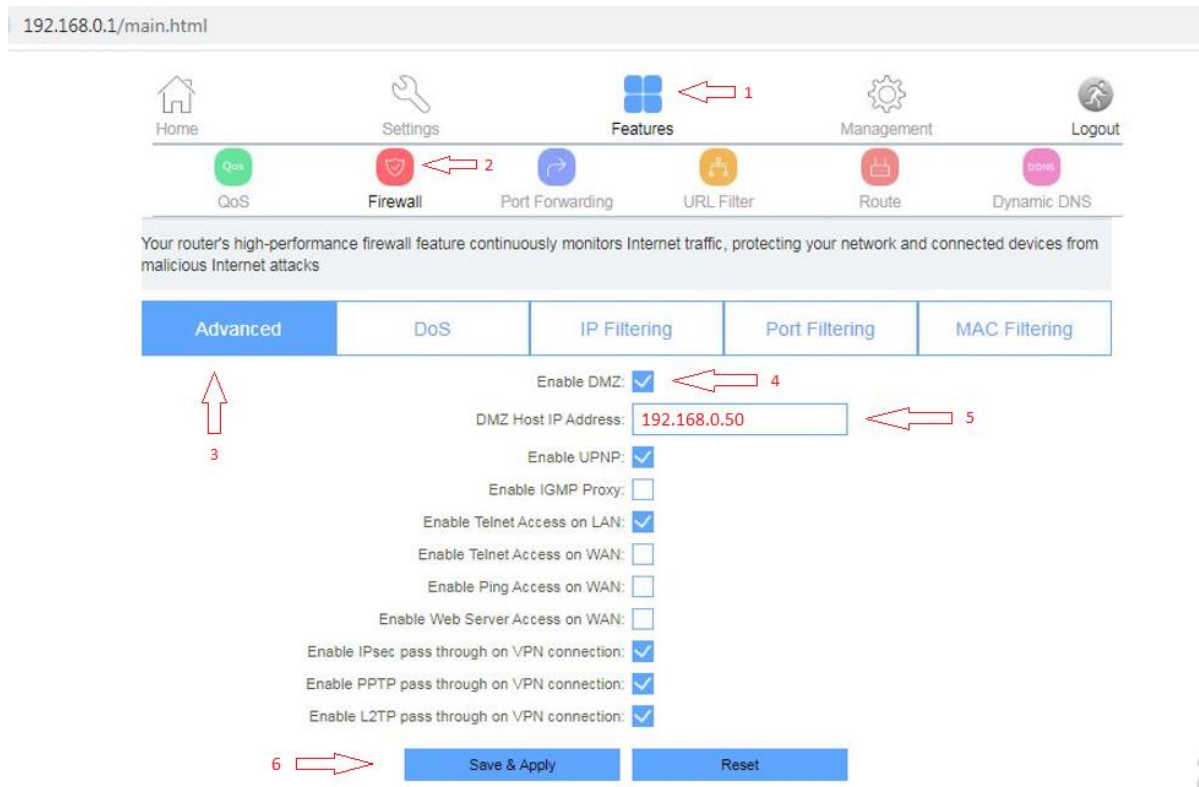 192.168.0.1/main.html
1
Home Settings Features Management Logout
Qos DDNS
2
QoS Firewall Port Forwarding URL Filter Route Dynamic DNS
Your router's high-performance firewall feature continuously monitors Internet traffic, protecting your network and connected devices from
malicious Internet attacks
Advanced DoS IP Filtering Port Filtering MAC Filtering
Enable DMZ: 4
DMZ Host IP Address: 192.168.0.50 5
3
Enable UPNP:
Enable IGMP Proxy:
Enable Telnet Access on LAN:
Enable Telnet Access on WAN:
Enable Ping Access on WAN:
Enable Web Server Access on WAN:
Enable IPsec pass through on VPN connection:
Enable PPTP pass through on VPN connection:
Enable L2TP pass through on VPN connection:
6 Save & Apply Reset